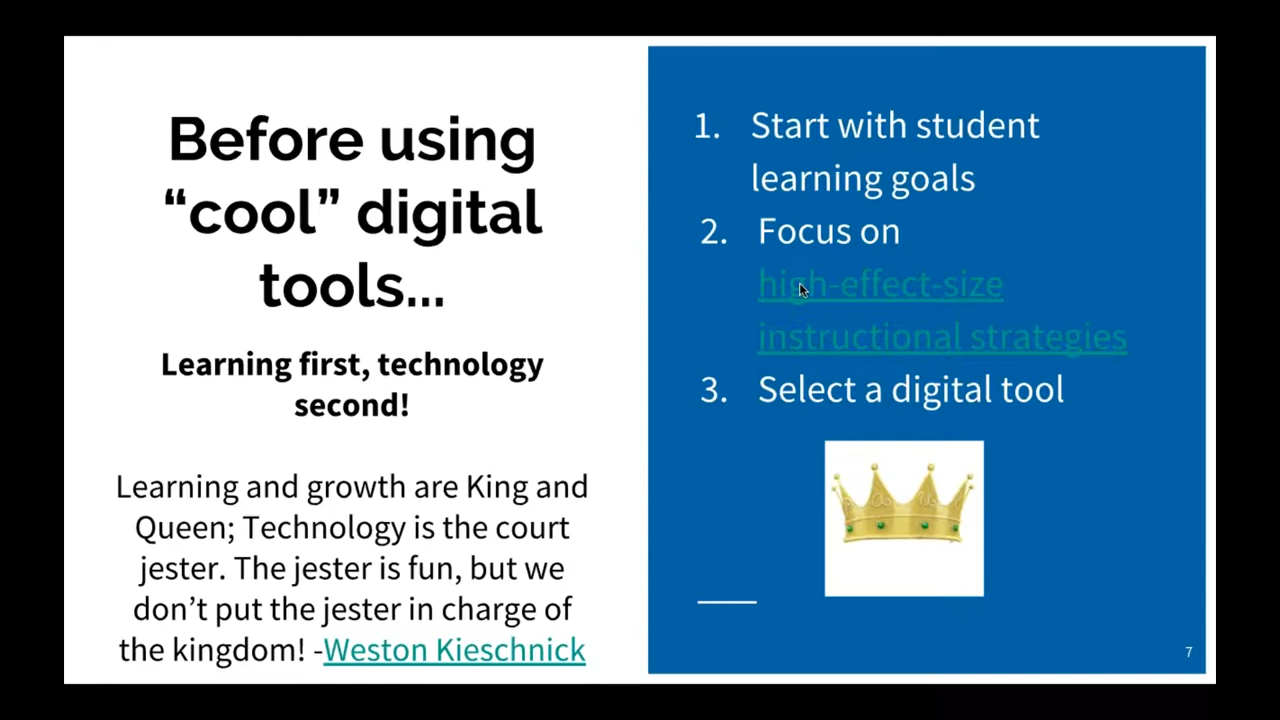 Before using
“cool” digital
tools...
Learning first, technology
second!
Learning and growth are King and
Queen; Technology is the court
jester. The jester is fun, but we
don’t put the jester in charge of
the kingdom! -Weston Kieschnick
1. Start with student
learning goals
2. Focus on
high-effect-size
instructional strategies
3. Select a digital tool
7